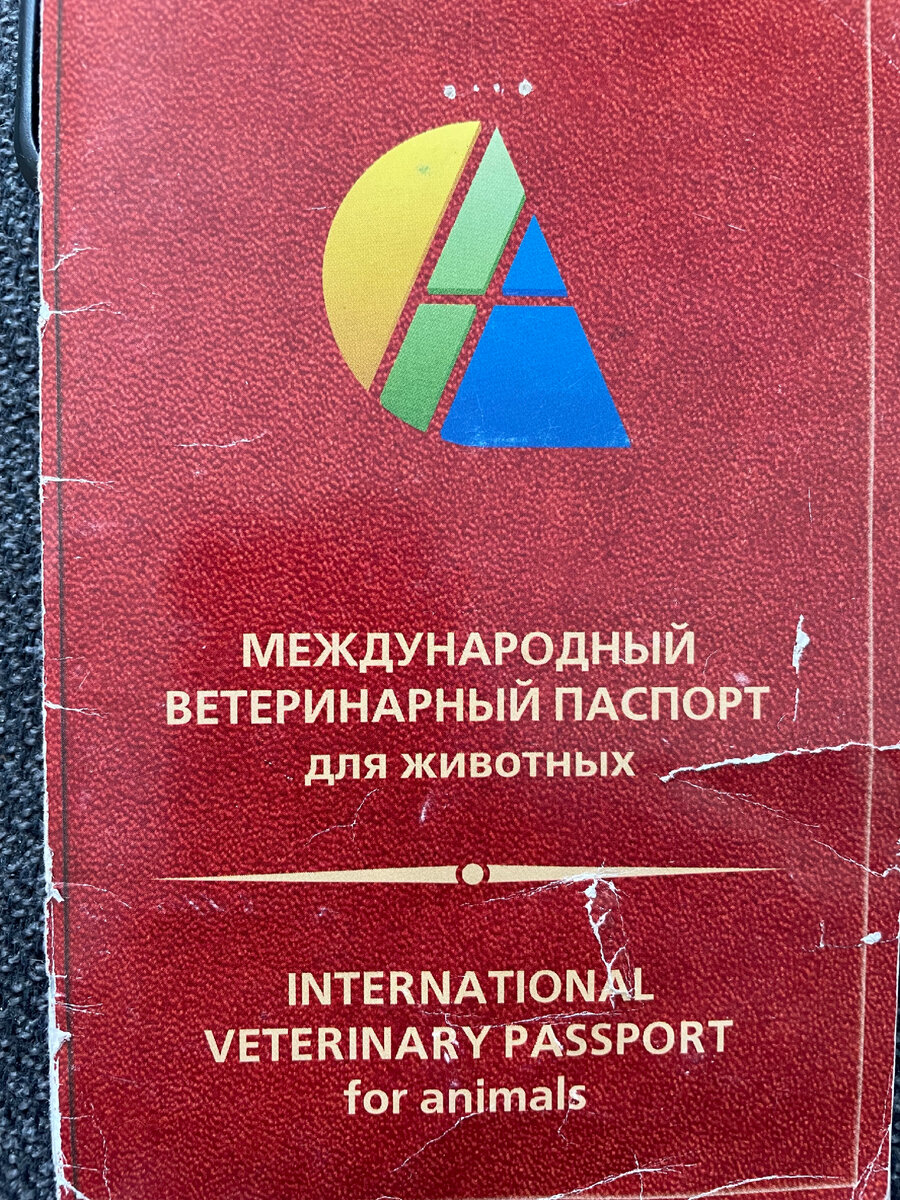 МЕЖДУНАРОДНЫЙ
ВЕТЕРИНАРНЫЙ ПАСПОРТ
для животных
INTERNATIONAL
VETERINARY PASSPORT
for animals